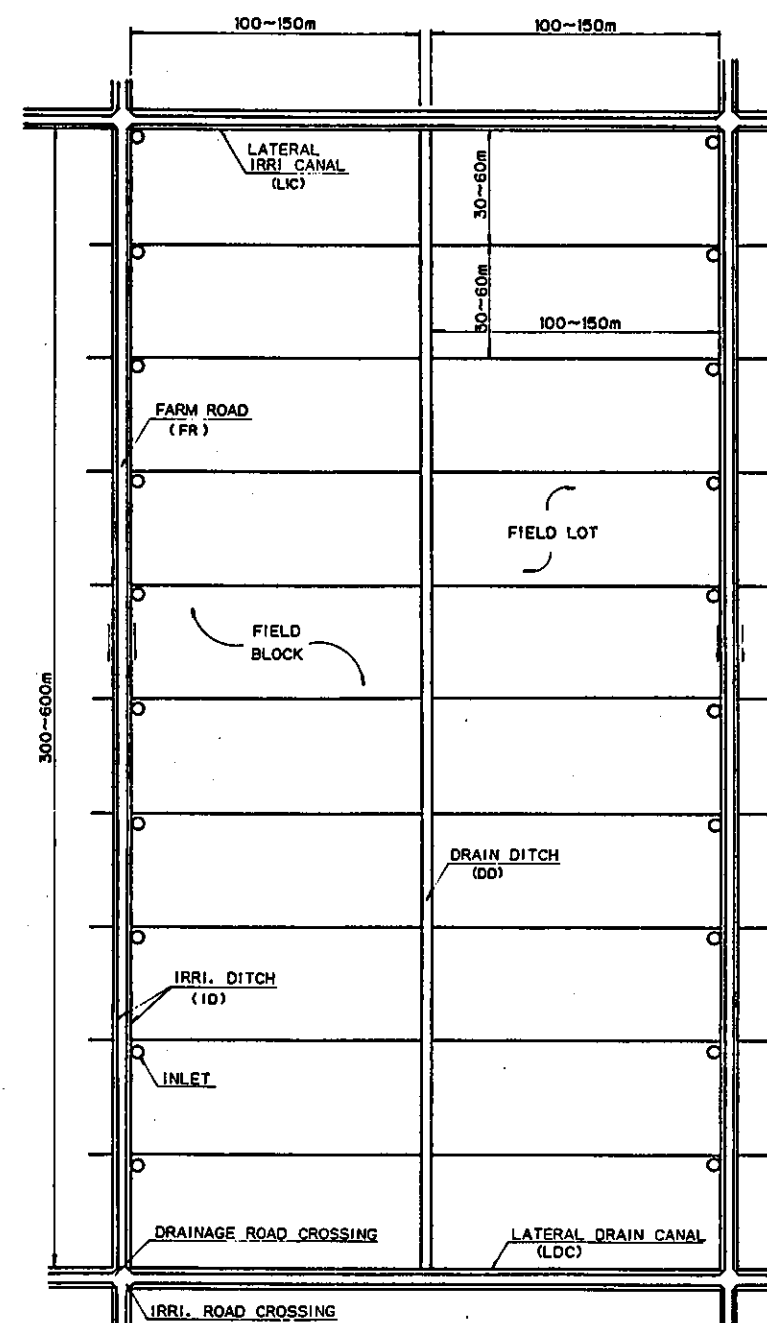 100~150m
100~150m
LATERAL
IRRI CANAL
(LIC)
30~60m
30~60m
100~150m
FARM ROAD
(FR)
FIELD LOT
FIELD
BLOCK
300~600m
DRAIN DITCH
(DD)
IRRI. DITCH
(ID)
INLET
DRAINAGE ROAD CROSSING
LATERAL DRAIN CANAL
(LDC)
IRRI. ROAD CROSSING